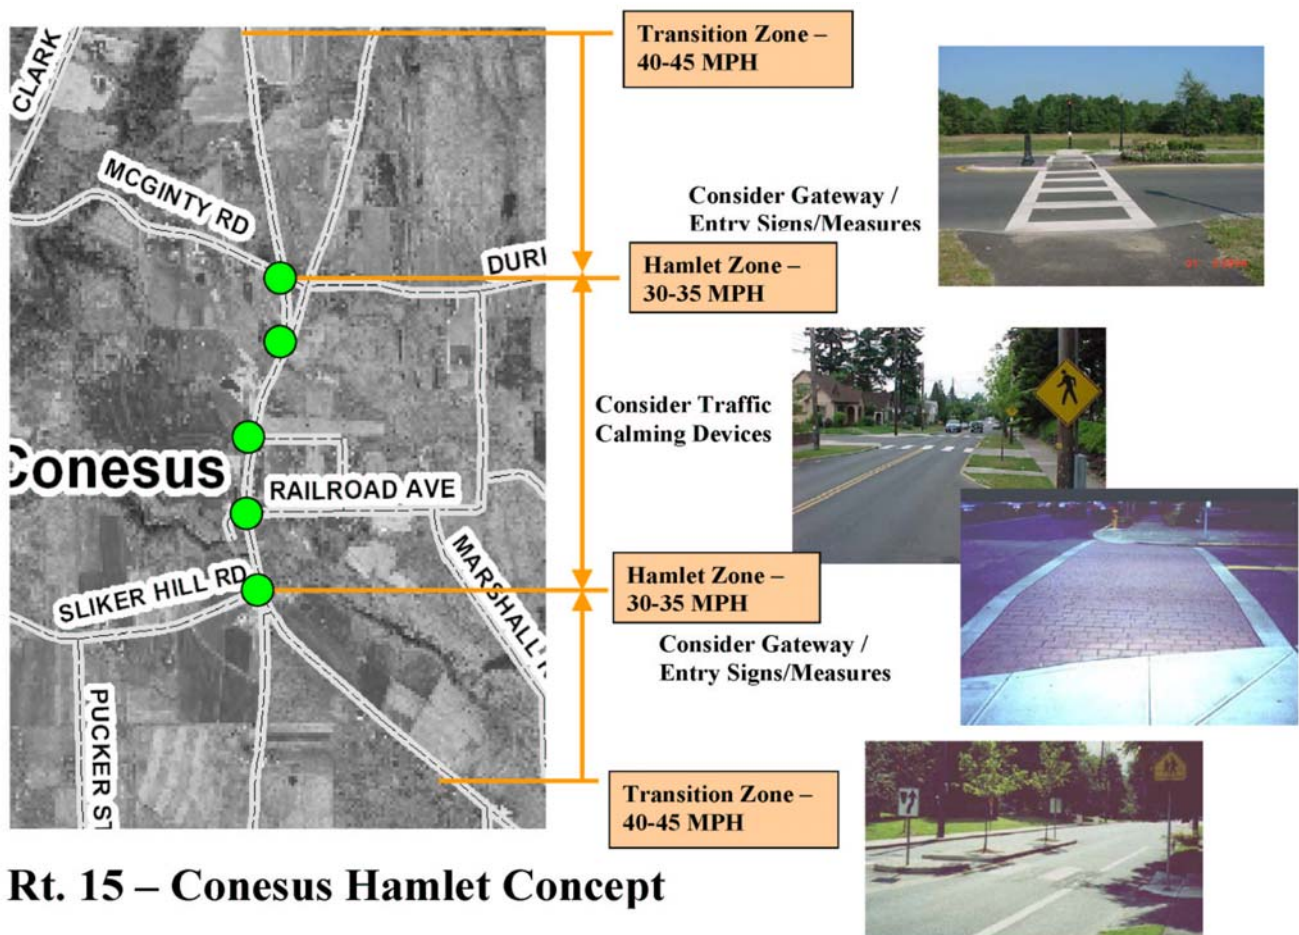 Transition Zone –
40-45 MPH
CLARK
MCGINTY RD
Consider Gateway /
Entry Signs/Measures
Hamlet Zone –
30-35 MPH
Consider Traffic
Calming Devices
Conesus
RAILROAD AVE
SLIKER HILL RD
MARSHALL
Hamlet Zone –
30-35 MPH
Consider Gateway /
Entry Signs/Measures
PUCKER ST
Transition Zone –
40-45 MPH
Rt. 15 – Conesus Hamlet Concept